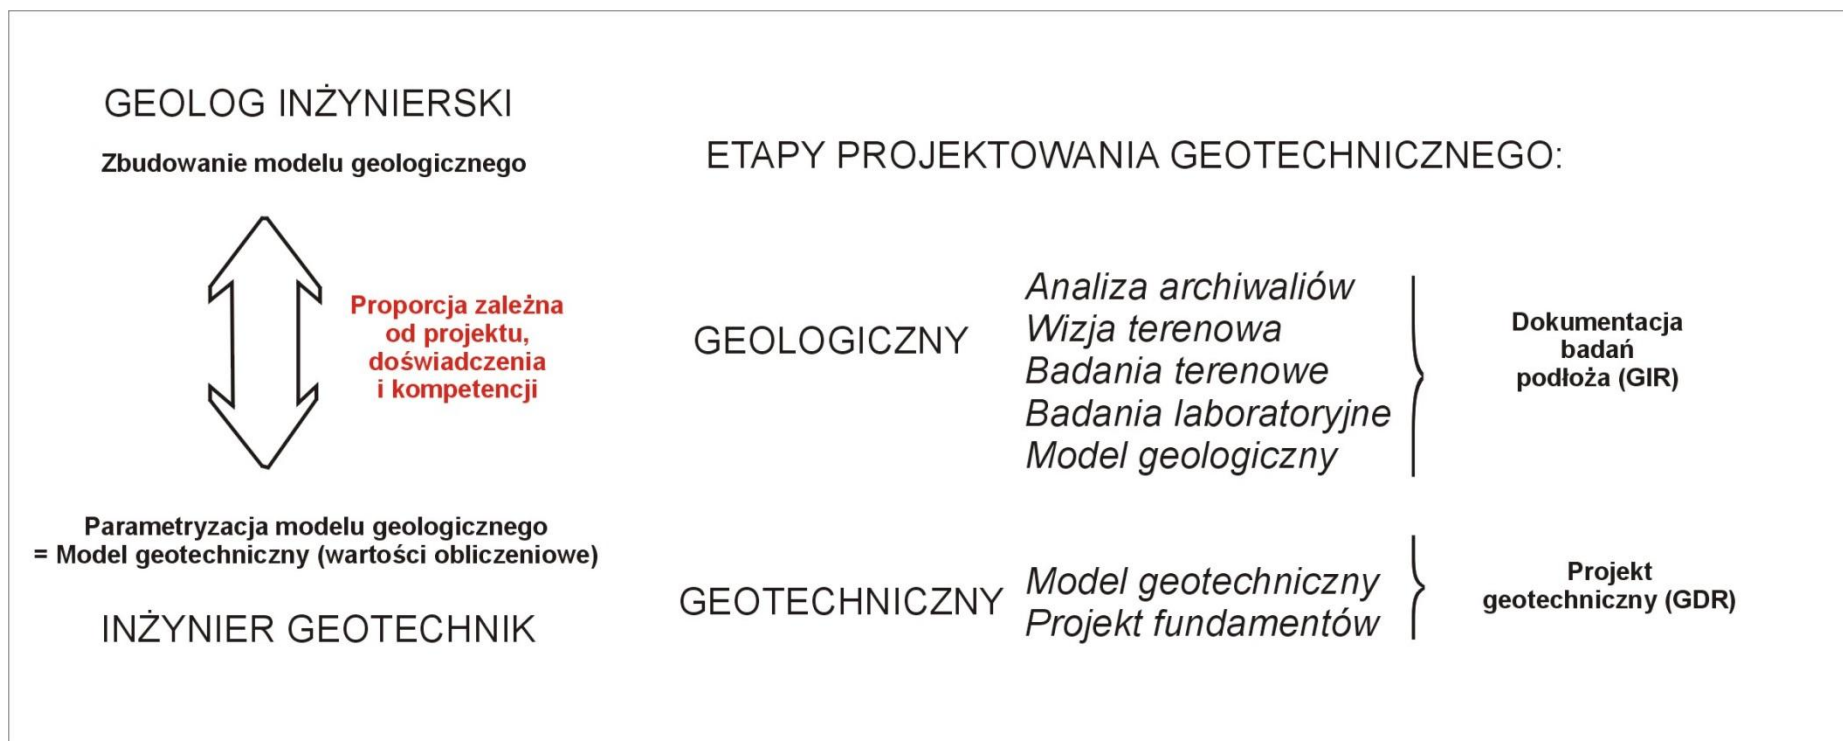 GEOLOG INŻYNIERSKI
Zbudowanie modelu geologicznego
Proporcja zależna
od projektu,
doświadczenia
i kompetencji
Parametryzacja modelu geologicznego
= Model geotechniczny (wartości obliczeniowe)
INŻYNIER GEOTECHNIK
ETAPY PROJEKTOWANIA GEOTECHNICZNEGO:
GEOLOGICZNY
Analiza archiwaliów
Wizja terenowa
Badania terenowe
Badania laboratoryjne
Model geologiczny
Dokumentacja
badań
podłoża (GIR)
GEOTECHNICZNY
Model geotechniczny
Projekt fundamentów
Projekt
geotechniczny (GDR)